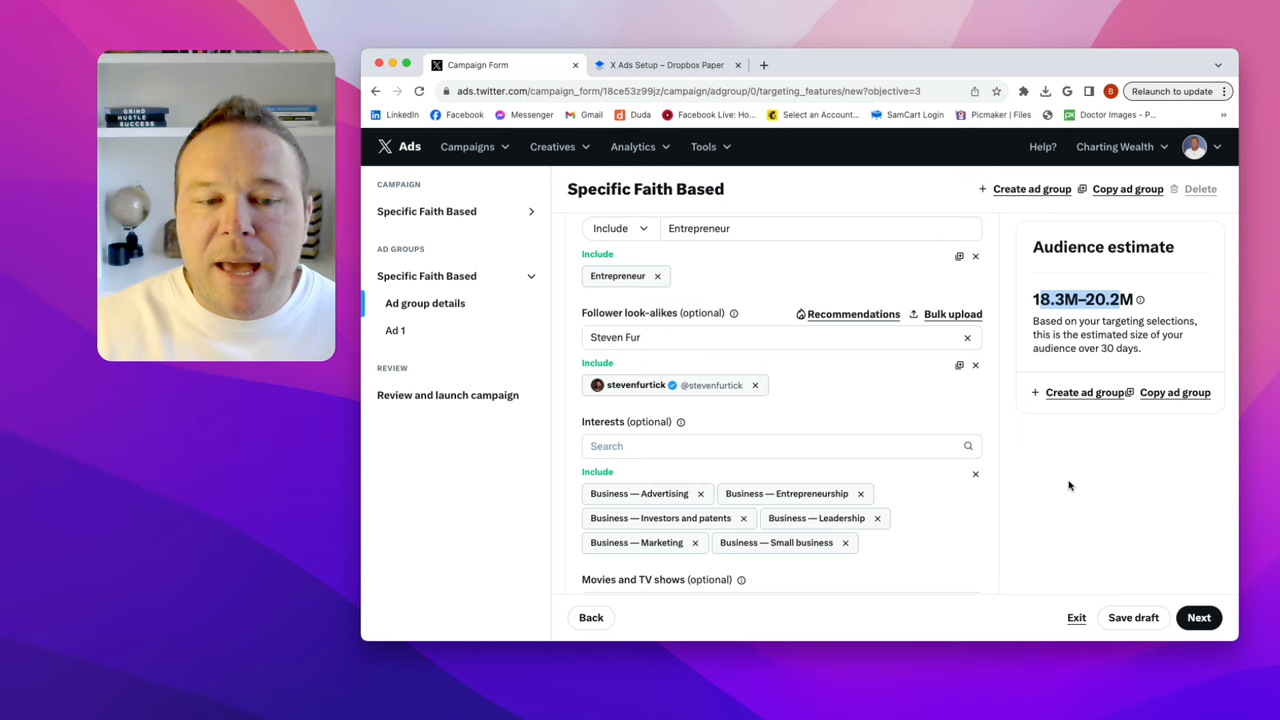 GRIND
HUSTLE
SUCCESS
Campaign Form
X Ads Setup – Dropbox Paper
ads.twitter.com/campaign_form/18ce53z99jz/campaign/adgroup/0/targeting_features/new?objective=3
Relaunch to update
LinkedIn
Facebook
Messenger
Gmail
Duda
Facebook Live: Ho...
Select an Account...
SamCart Login
Picmaker | Files
Doctor Images - P...
X Ads
Campaigns
Creatives
Analytics
Tools
Help?
Charting Wealth
CAMPAIGN
Specific Faith Based
AD GROUPS
Specific Faith Based
Ad group details
Ad 1
REVIEW
Review and launch campaign
Specific Faith Based
+ Create ad group
Copy ad group
Delete
Include
Entrepreneur
Include
Entrepreneur
Follower look-alikes (optional)
Recommendations
Bulk upload
Steven Fur
Include
stevenfurtick @stevenfurtick
Interests (optional)
Search
Include
Business — Advertising
Business — Entrepreneurship
Business — Investors and patents
Business — Leadership
Business — Marketing
Business — Small business
Movies and TV shows (optional)
Audience estimate
18.3M–20.2M
Based on your targeting selections,
this is the estimated size of your
audience over 30 days.
+ Create ad group
Copy ad group
Back
Exit
Save draft
Next